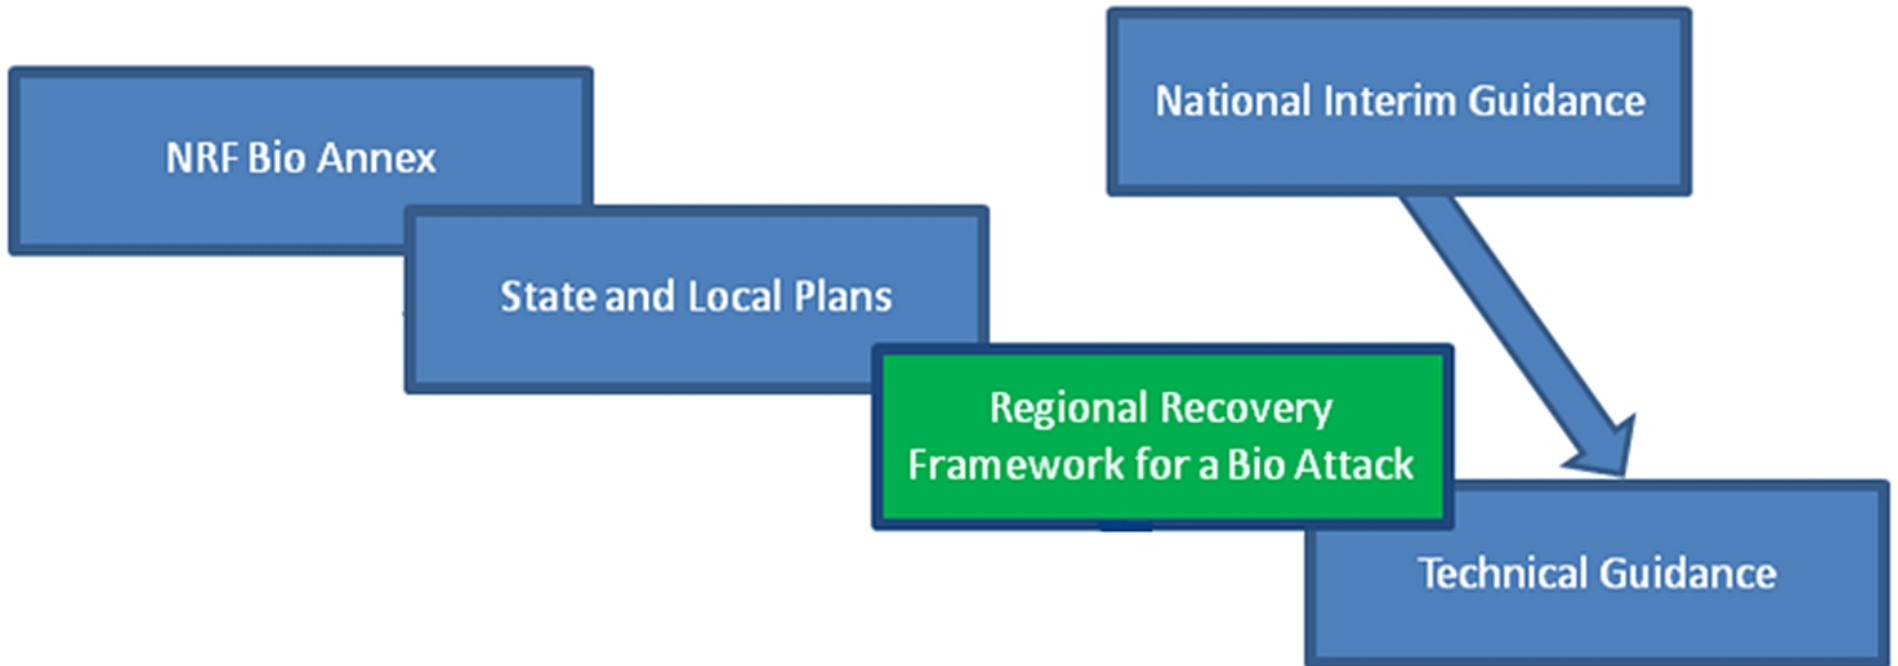 National Interim Guidance
NRF Bio Annex
State and Local Plans
Regional Recovery
Framework for a Bio Attack
Technical Guidance